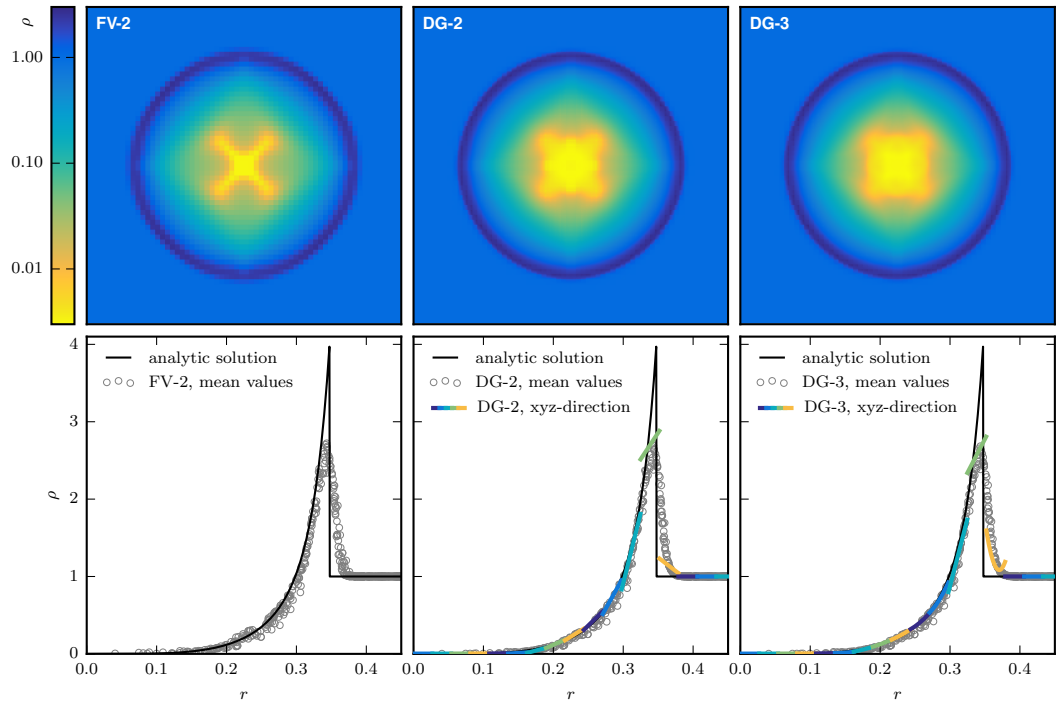 ρ
1.00
0.10
0.01
FV-2
DG-2
DG-3
ρ
4
3
2
1
0
analytic solution
FV-2, mean values
0.0
0.1
0.2
0.3
0.4
r
analytic solution
DG-2, mean values
DG-2, xyz-direction
0.0
0.1
0.2
0.3
0.4
r
analytic solution
DG-3, mean values
DG-3, xyz-direction
0.0
0.1
0.2
0.3
0.4
r